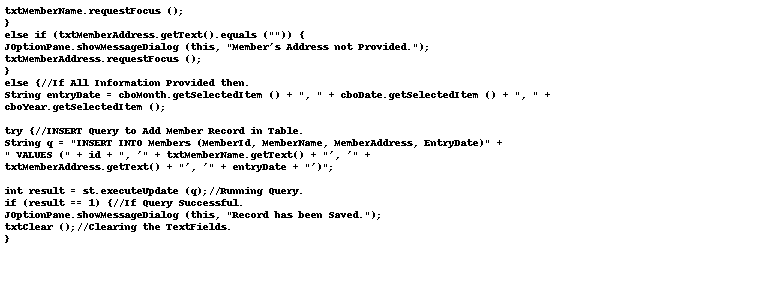 txtMemberName.requestFocus ();
}
else if (txtMemberAddress.getText().equals ("")) {
JOptionPane.showMessageDialog (this, "Member's Address not Provided.");
txtMemberAddress.requestFocus ();
}
else {//If All Information Provided then.
String entryDate = cboMonth.getSelectedItem () + ", " + cboDate.getSelectedItem () + ", " +
cboYear.getSelectedItem ();

try {//INSERT Query to Add Member Record in Table.
String q = "INSERT INTO Members (MemberId, MemberName, MemberAddress, EntryDate)" +
" VALUES (" + id + ", '" + txtMemberName.getText() + "', '" +
txtMemberAddress.getText() + "', '" + entryDate + "')";

int result = st.executeUpdate (q);//Running Query.
if (result == 1) {//If Query Successful.
JOptionPane.showMessageDialog (this, "Record has been Saved.");
txtClear ();//Clearing the TextFields.
}